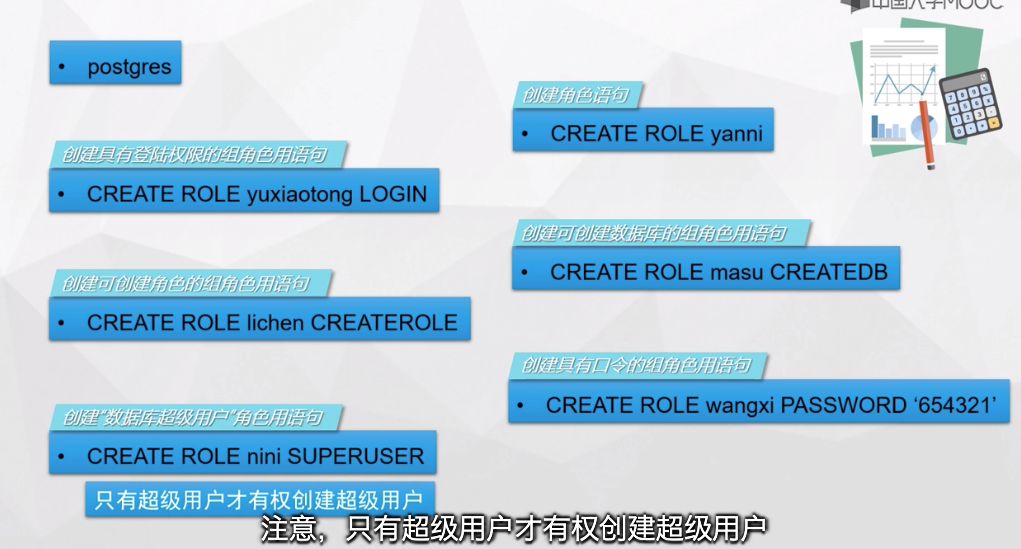 中国大学MOOC
• postgres
创建角色语句
• CREATE ROLE yanni
创建具有登陆权限的组角色用语句
• CREATE ROLE yuxiaotong LOGIN
创建可创建数据库的组角色用语句
• CREATE ROLE masu CREATEDB
创建可创建角色的组角色用语句
• CREATE ROLE lichen CREATEROLE
创建具有口令的组角色用语句
• CREATE ROLE wangxi PASSWORD ‘654321’
创建“数据库超级用户”角色用语句
• CREATE ROLE nini SUPERUSER
只有超级用户才有权创建超级用户
注意，只有超级用户才有权创建超级用户